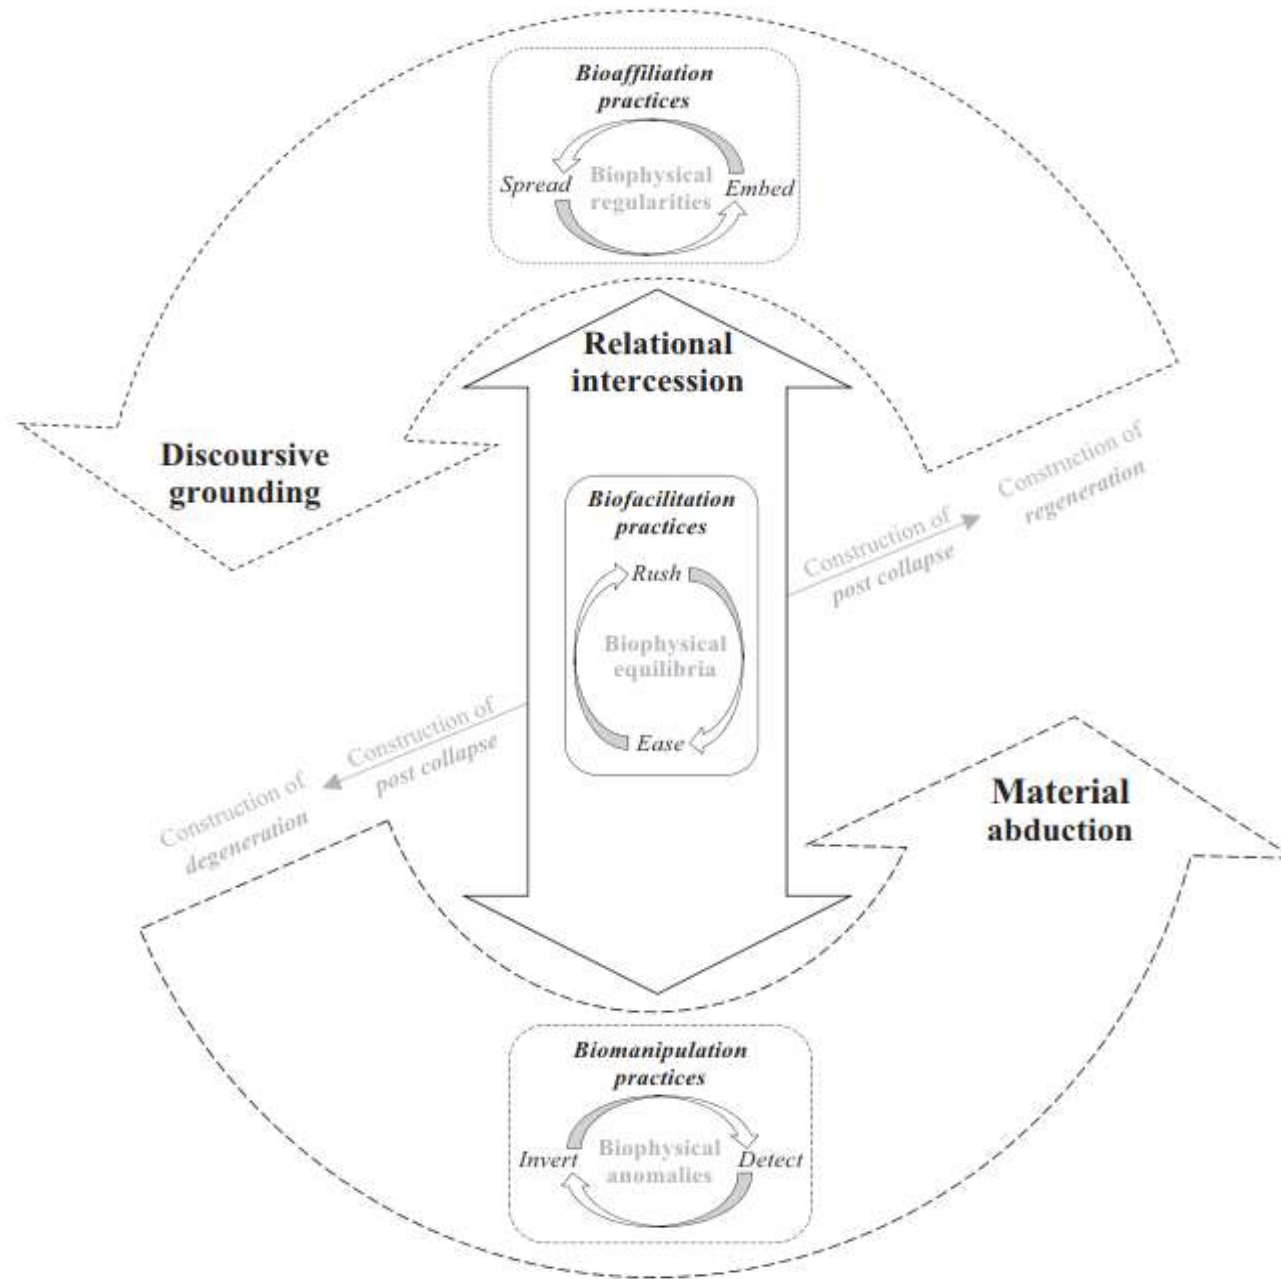 Bioaffiliation
practices
Spread
Biophysical
regularities
Embed
Relational
intercession
Discoursive
grounding
Construction of
regeneration
Construction of
post collapse
Biofacilitation
practices
Rush
Biophysical
equilibria
Ease
Construction of
post collapse
Construction of
degeneration
Material
abduction
Biomanipulation
practices
Invert
Biophysical
anomalies
Detect